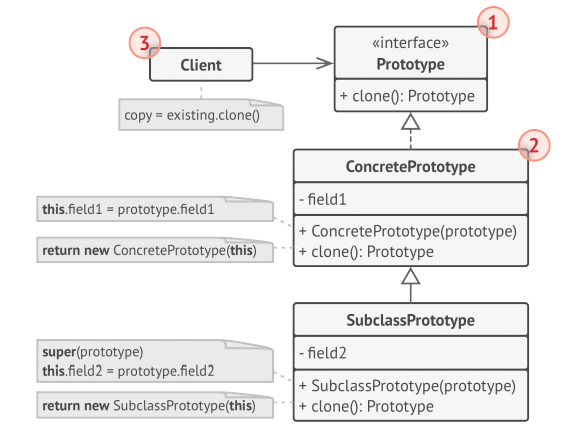 1
«interface»
Prototype
+ clone(): Prototype
3
Client
copy = existing.clone()
2
ConcretePrototype
- field1
+ ConcretePrototype(prototype)
+ clone(): Prototype
this.field1 = prototype.field1
return new ConcretePrototype(this)
SubclassPrototype
- field2
+ SubclassPrototype(prototype)
+ clone(): Prototype
super(prototype)
this.field2 = prototype.field2
return new SubclassPrototype(this)